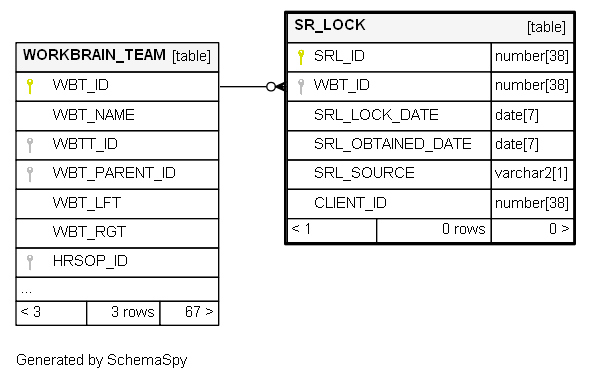 WORKBRAIN_TEAM [table]
WBT_ID
WBT_NAME
WBTT_ID
WBT_PARENT_ID
WBT_LFT
WBT_RGT
HRSOP_ID
...
< 3 3 rows 67 >
SR_LOCK [table]
SRL_ID number[38]
WBT_ID number[38]
SRL_LOCK_DATE date[7]
SRL_OBTAINED_DATE date[7]
SRL_SOURCE varchar2[1]
CLIENT_ID number[38]
< 1 0 rows 0 >
Generated by SchemaSpy